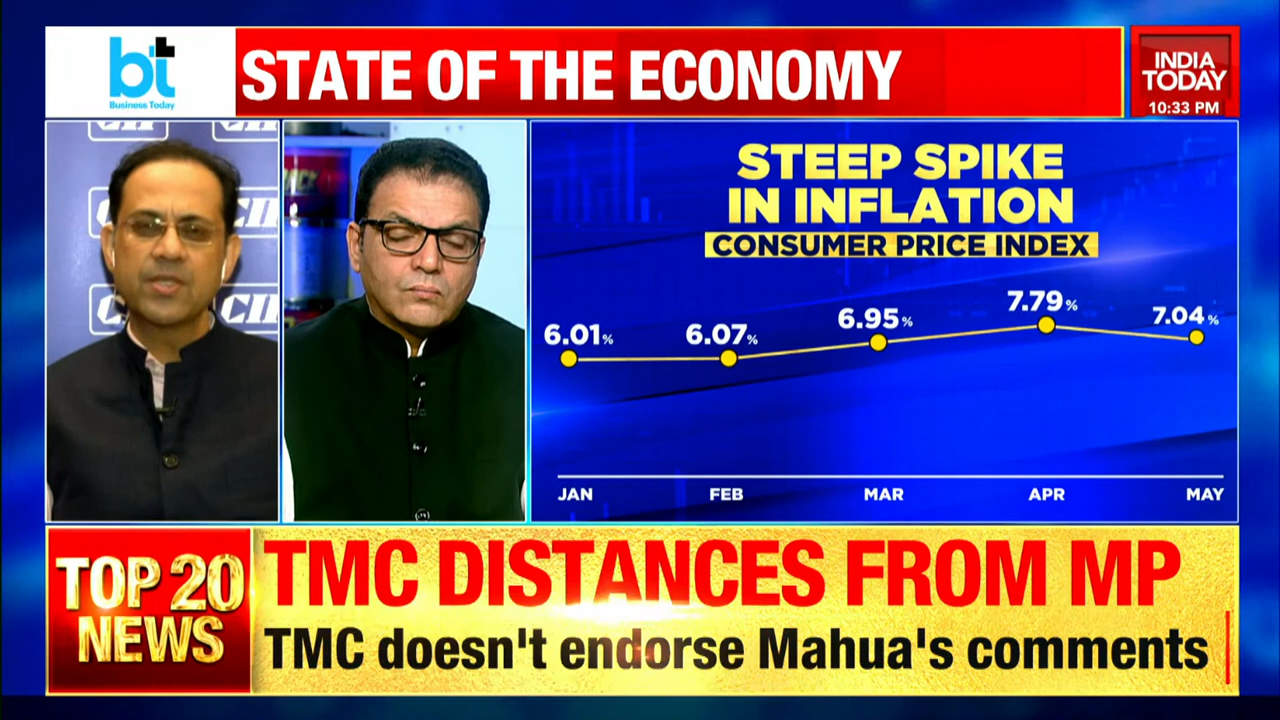 bt
Business Today
STATE OF THE ECONOMY
INDIA
TODAY
10:33 PM
CII
STEEP SPIKE
IN INFLATION
CONSUMER PRICE INDEX
6.01%
6.07%
6.95%
7.79%
7.04%
JAN
FEB
MAR
APR
MAY
TOP 20
NEWS
TMC DISTANCES FROM MP
TMC doesn't endorse Mahua's comments